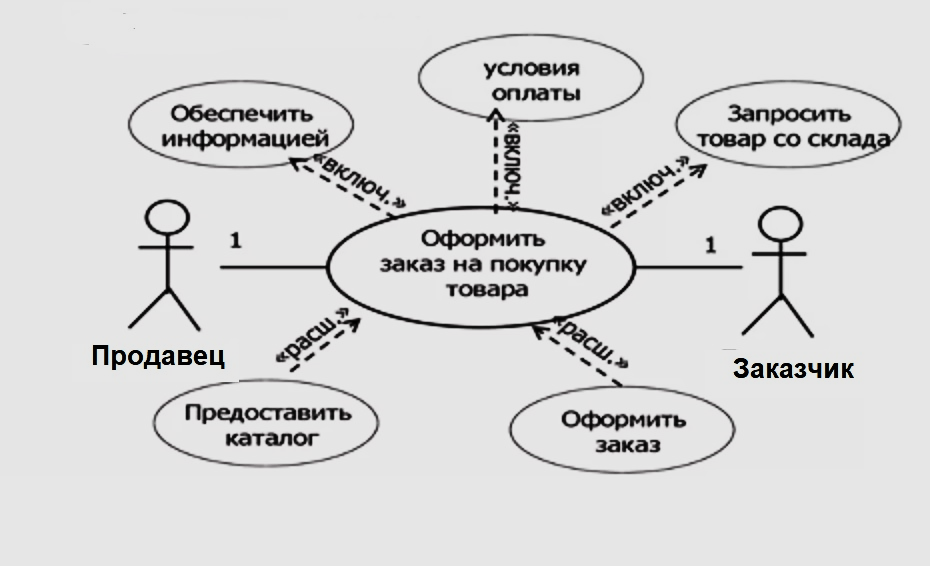 условия
оплаты
Обеспечить
информацией
Запросить
товар со склада
«включ.»
«включ.»
«включ.»
1
Оформить
заказ на покупку
товара
1
«расш.»
«расш.»
Продавец
Заказчик
Предоставить
каталог
Оформить
заказ